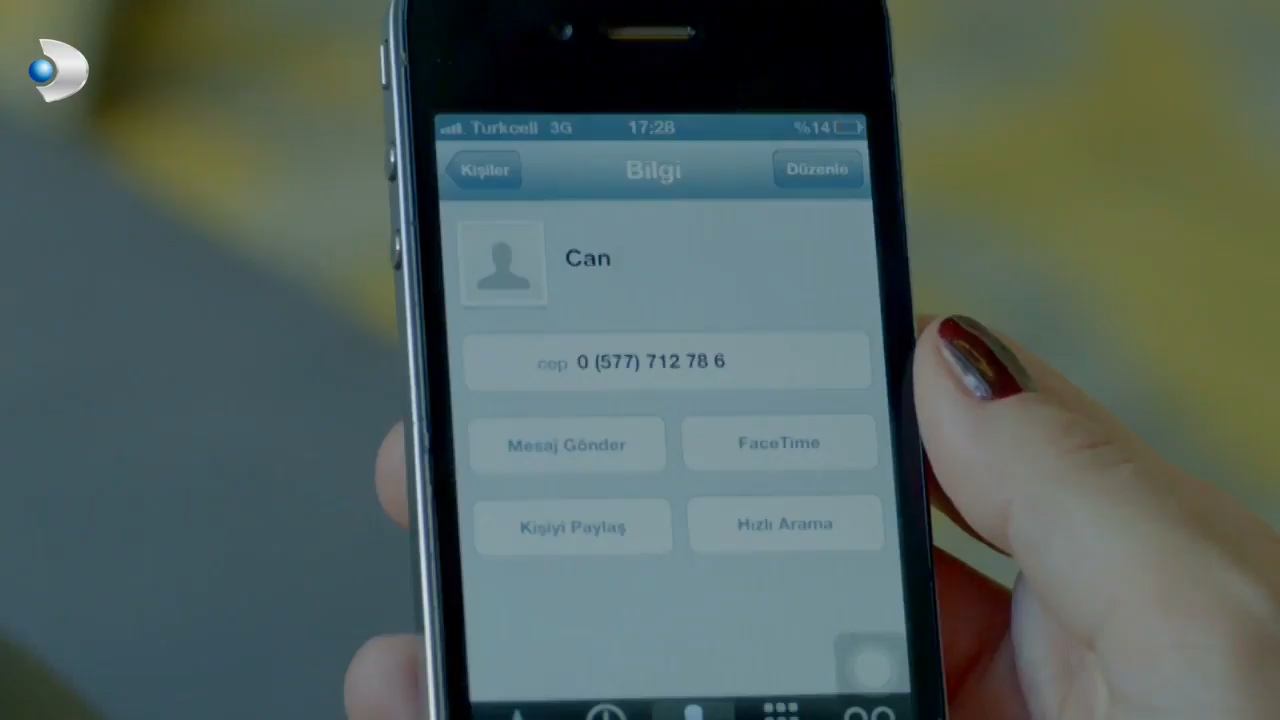 Turkcell 3G 17:28 %14
Kişiler Bilgi Düzenle
Can
cep 0 (577) 712 78 6
Mesaj Gönder FaceTime
Kişiyi Paylaş Hızlı Arama